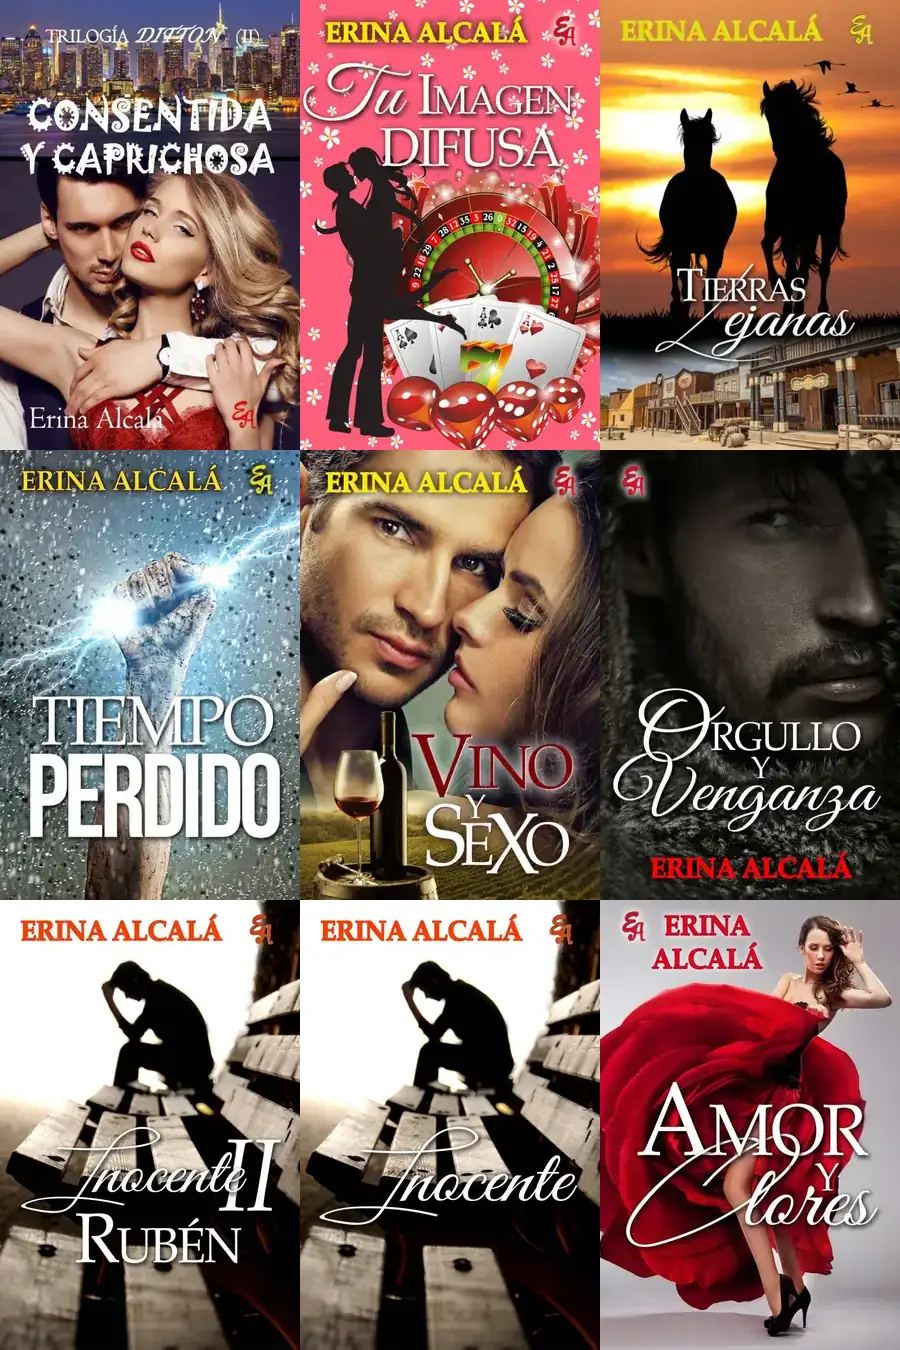 TRILOGÍA DITTON (II)
CONSENTIDA
Y CAPRICHOSA
Erina Alcalá
EA
ERINA ALCALÁ EA
Tu IMAGEN
DIFUSA
ERINA ALCALÁ EA
TIERRAS
Lejanas
ERINA ALCALÁ EA
TIEMPO
PERDIDO
ERINA ALCALÁ EA
VINO
Y
SEXO
EA
ORGULLO
Y
Venganza
ERINA ALCALÁ
ERINA ALCALÁ EA
Inocente II
RUBÉN
ERINA ALCALÁ EA
Inocente
EA ERINA
ALCALÁ
AMOR
Y
Flores